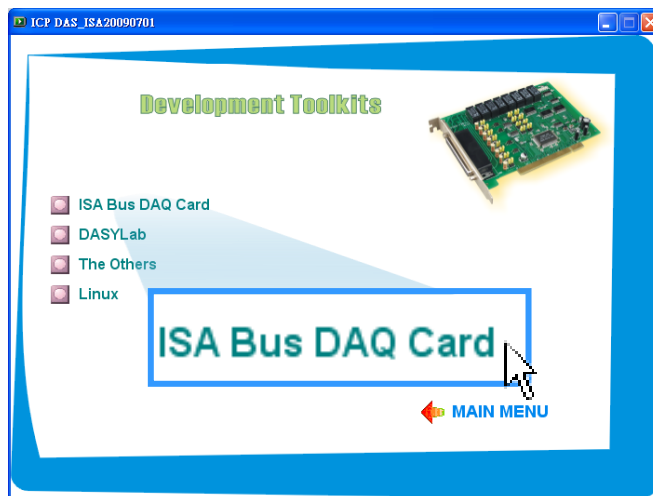 ICP DAS_ISA20090701
Development Toolkits
ISA Bus DAQ Card
DASYLab
The Others
Linux
ISA Bus DAQ Card
MAIN MENU